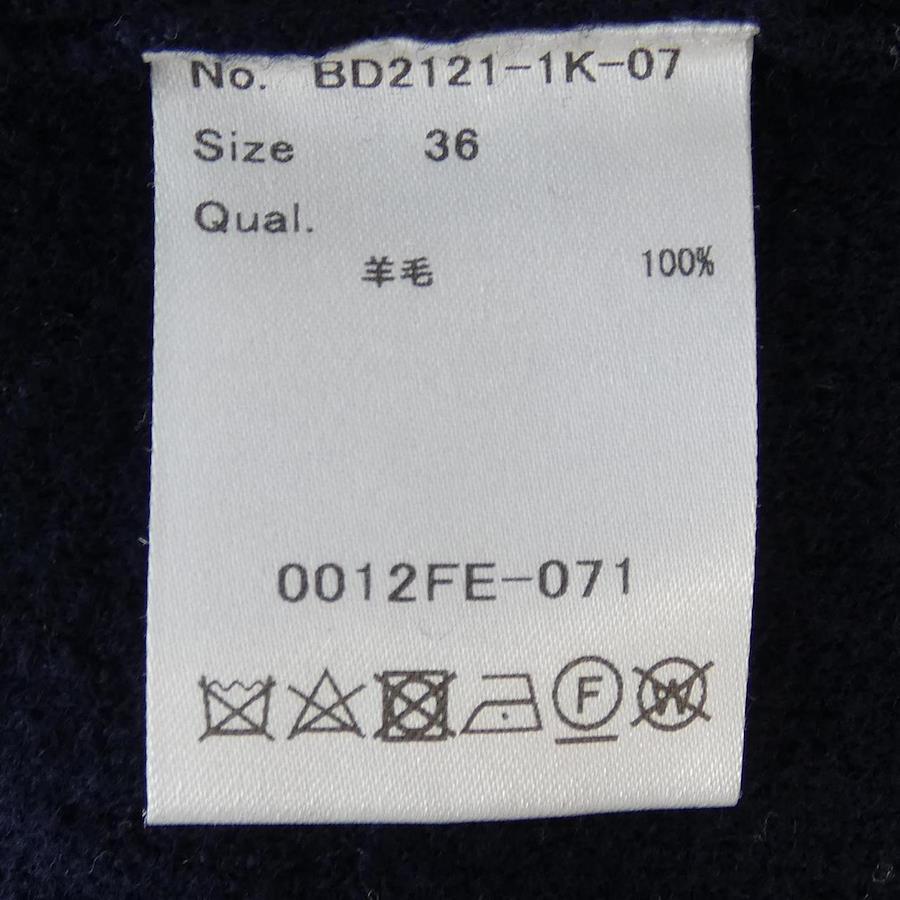 No. BD2121-1K-07
Size 36
Qual.
羊毛 100%
0012FE-071
F W